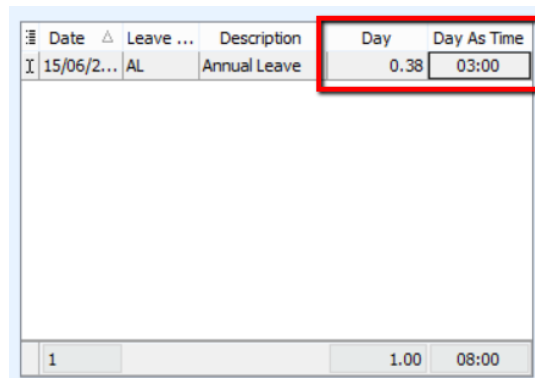 Date Leave ... Description Day Day As Time
15/06/2... AL Annual Leave 0.38 03:00
1 1.00 08:00